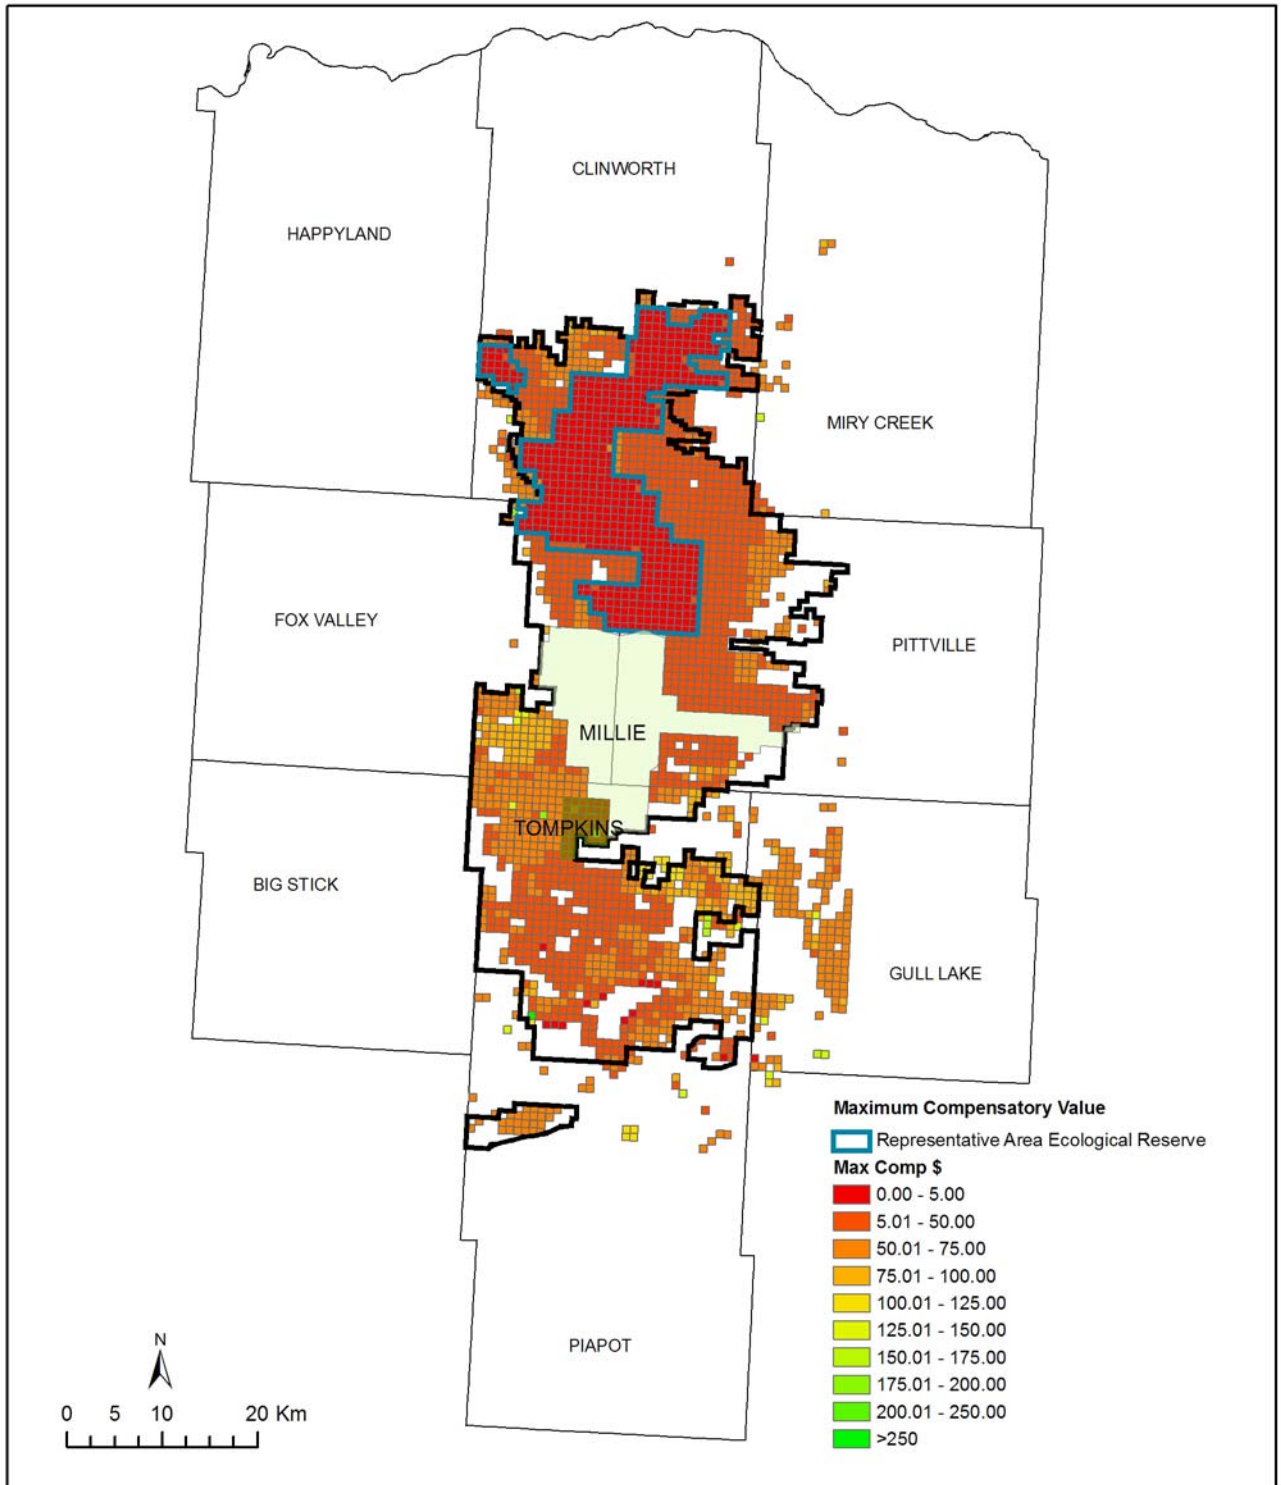 CLINWORTH
HAPPYLAND
MIRY CREEK
FOX VALLEY
PITTVILLE
MILLIE
TOMPKINS
BIG STICK
GULL LAKE
Maximum Compensatory Value
Representative Area Ecological Reserve
Max Comp $
0.00 - 5.00
5.01 - 50.00
50.01 - 75.00
75.01 - 100.00
100.01 - 125.00
125.01 - 150.00
150.01 - 175.00
175.01 - 200.00
200.01 - 250.00
>250
PIAPOT
N
0 5 10 20 Km